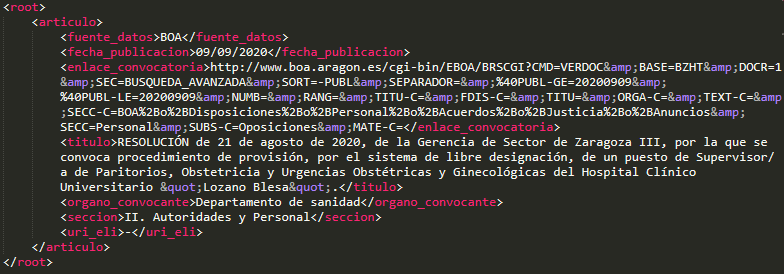 <root>
<articulo>
<fuente_datos>BOA</fuente_datos>
<fecha_publicacion>09/09/2020</fecha_publicacion>
<enlace_convocatoria>http://www.boa.aragon.es/cgi-bin/EBOA/BRSCGI?CMD=VERDOC&amp;BASE=BZHT&amp;DOCR=1
&amp;SEC=BUSQUEDA_AVANZADA&amp;SORT=-PUBL&amp;SEPARADOR=&amp;%40PUBL-GE=20200909&amp;
%40PUBL-LE=20200909&amp;NUMB=&amp;RANG=&amp;TITU-C=&amp;FDIS-C=&amp;TITU=&amp;ORGA-C=&amp;TEXT-C=&amp
;SECC-C=BOA%2Bo%2BDisposiciones%2Bo%2BPersonal%2Bo%2BAcuerdos%2Bo%2BJusticia%2Bo%2BAnuncios&amp;
SECC=Personal&amp;SUBS-C=Oposiciones&amp;MATE-C=</enlace_convocatoria>
<titulo>RESOLUCIÓN de 21 de agosto de 2020, de la Gerencia de Sector de Zaragoza III, por la que se
convoca procedimiento de provisión, por el sistema de libre designación, de un puesto de Supervisor/
a de Paritorios, Obstetricia y Urgencias Obstétricas y Ginecológicas del Hospital Clínico
Universitario &quot;Lozano Blesa&quot;.</titulo>
<organo_convocante>Departamento de sanidad</organo_convocante>
<seccion>II. Autoridades y Personal</seccion>
<uri_eli>-</uri_eli>
</articulo>
</root>